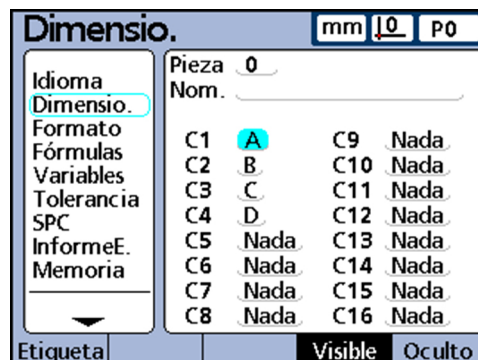 Dimensio. mm 0 P0
Idioma
Dimensio.
Formato
Fórmulas
Variables
Tolerancia
SPC
InformeE.
Memoria
Pieza 0
Nom.
C1 A C9 Nada
C2 B C10 Nada
C3 C C11 Nada
C4 D C12 Nada
C5 Nada C13 Nada
C6 Nada C14 Nada
C7 Nada C15 Nada
C8 Nada C16 Nada
Etiqueta Visible Oculto